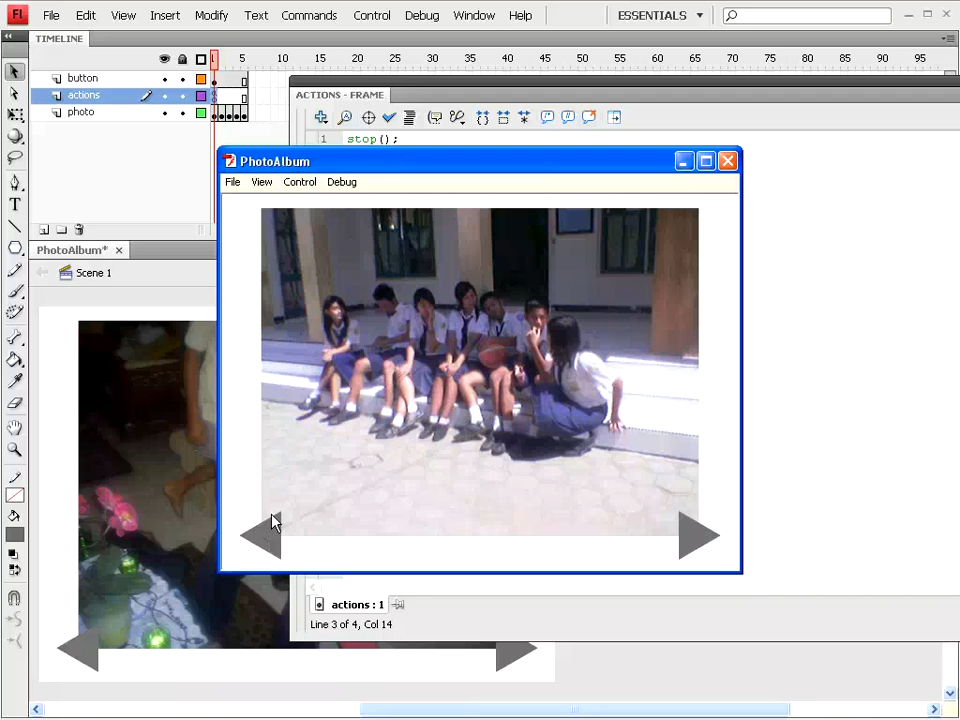 Fl File Edit View Insert Modify Text Commands Control Debug Window Help ESSENTIALS
TIMELINE
1 5 10 15 20 25 30 35 40 45 50 55 60 65 70 75 80 85 90 95
button
actions
photo
ACTIONS - FRAME
1 stop();
PhotoAlbum
File View Control Debug
PhotoAlbum*
Scene 1
actions : 1
Line 3 of 4, Col 14